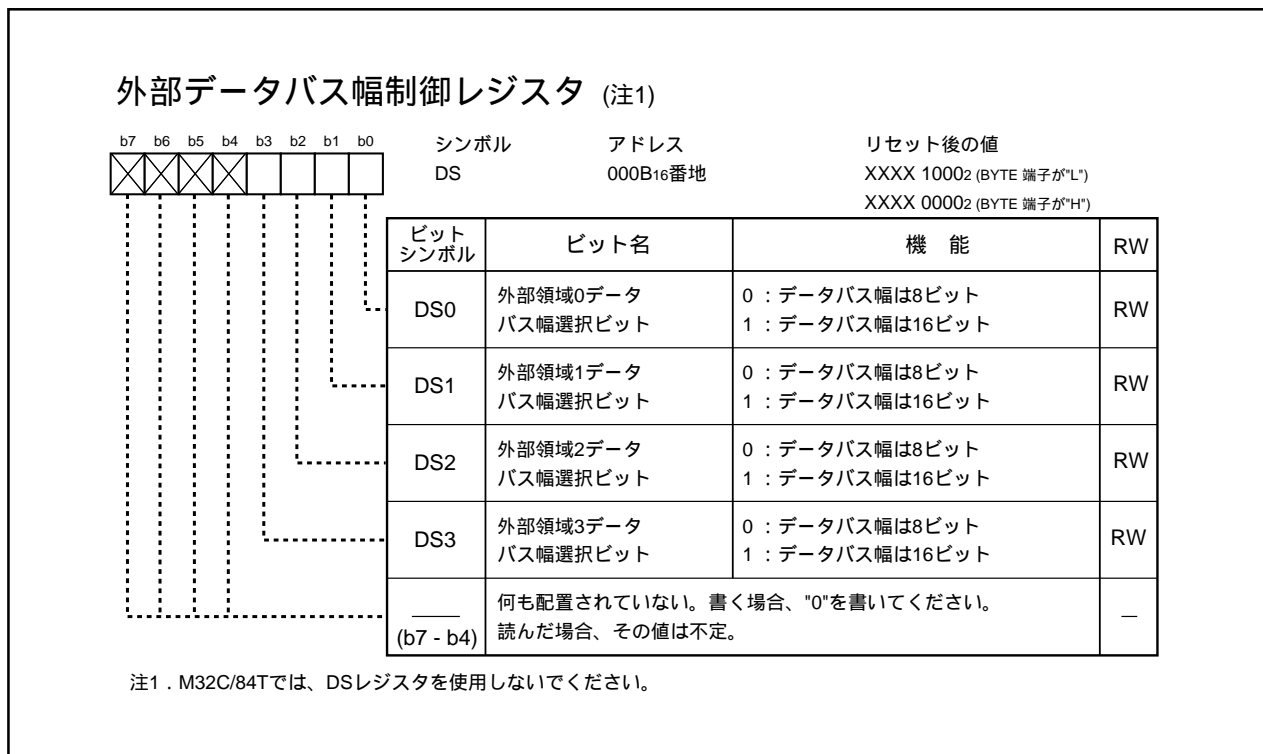 外部データバス幅制御レジスタ (注1)
b7 b6 b5 b4 b3 b2 b1 b0
シンボル アドレス リセット後の値
DS 000B16番地 XXXX 10002 (BYTE 端子が"L")
XXXX 00002 (BYTE 端子が"H")
ビット
シンボル ビット名 機 能 RW
DS0 外部領域0データ
バス幅選択ビット 0 : データバス幅は8ビット
1 : データバス幅は16ビット RW
DS1 外部領域1データ
バス幅選択ビット 0 : データバス幅は8ビット
1 : データバス幅は16ビット RW
DS2 外部領域2データ
バス幅選択ビット 0 : データバス幅は8ビット
1 : データバス幅は16ビット RW
DS3 外部領域3データ
バス幅選択ビット 0 : データバス幅は8ビット
1 : データバス幅は16ビット RW
(b7 - b4) 何も配置されていない。書く場合、"0"を書いてください。
読んだ場合、その値は不定。 —
注1．M32C/84Tでは、DSレジスタを使用しないでください。